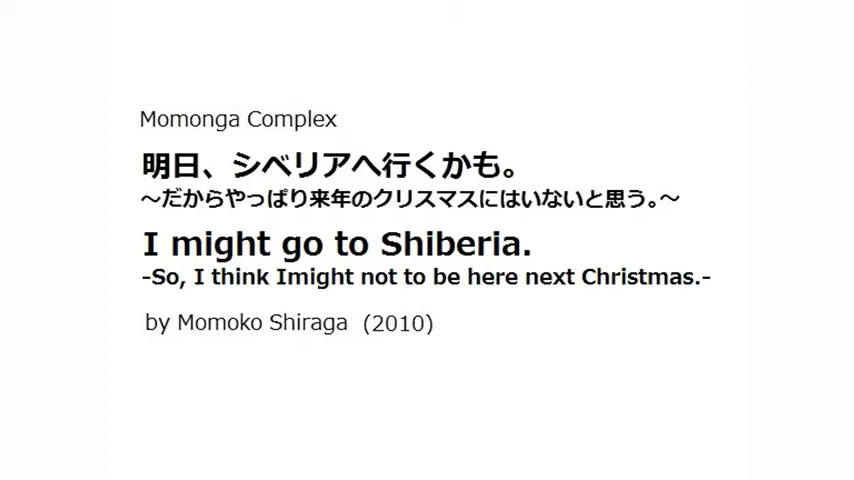 Momonga Complex
明日、シベリアへ行くかも。
～だからやっぱり来年のクリスマスにはいないと思う。～
I might go to Shiberia.
-So, I think Imight not to be here next Christmas.-
by Momoko Shiraga (2010)